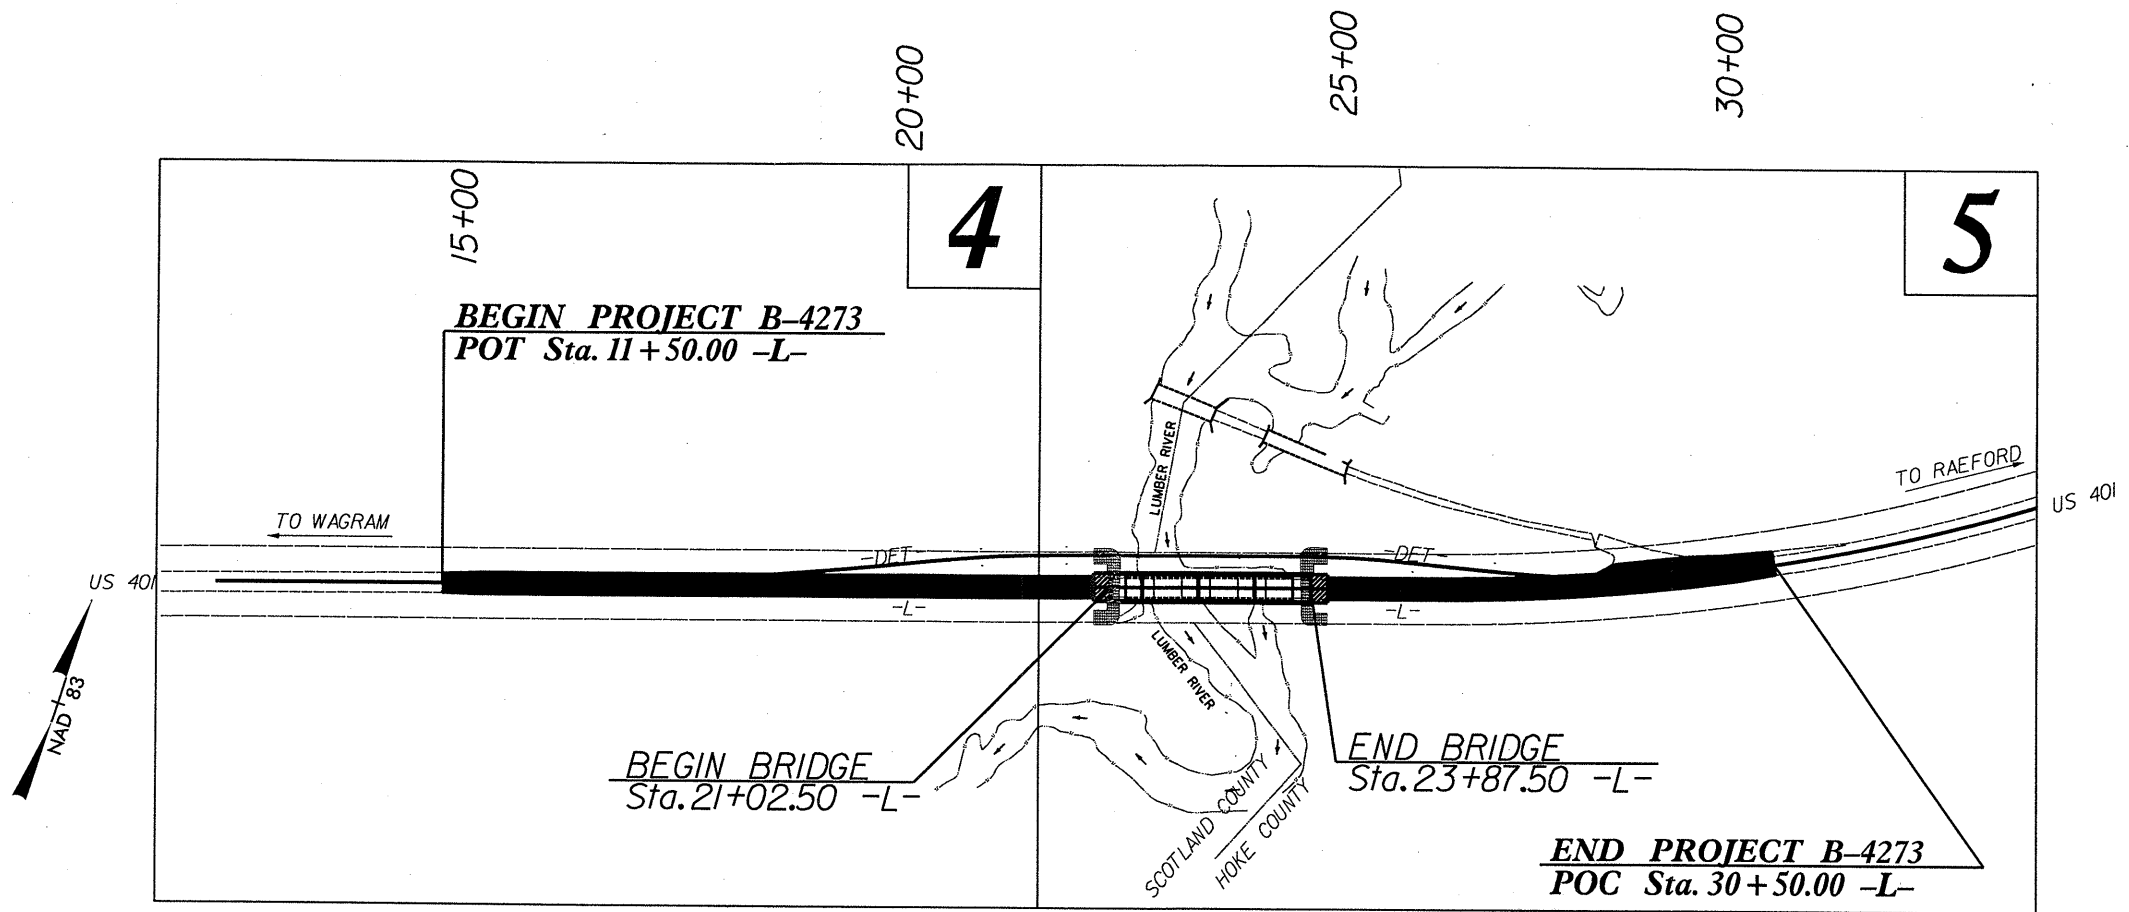 20+00
25+00
30+00
15+00
4
5
BEGIN PROJECT B-4273
POT Sta. 11+50.00 -L-
LUMBER RIVER
TO RAEFORD
US 401
TO WAGRAM
-DET-
-DET-
US 401
-L-
-L-
LUMBER RIVER
NAD 83
BEGIN BRIDGE
Sta.21+02.50 -L-
END BRIDGE
Sta.23+87.50 -L-
SCOTLAND COUNTY
HOKE COUNTY
END PROJECT B-4273
POC Sta. 30+50.00 -L-